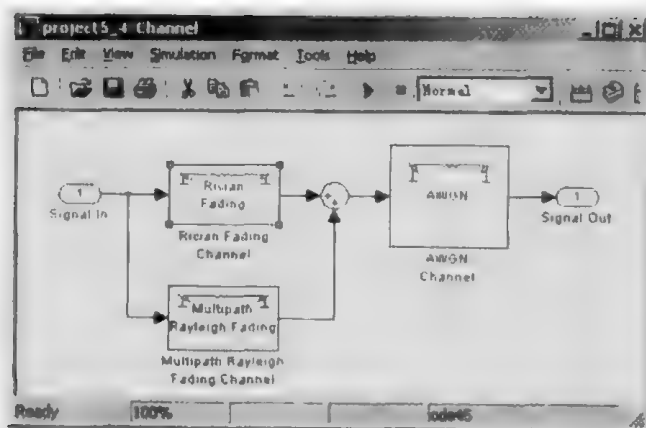 project5_4 Channel
File Edit View Simulation Format Tools Help
Normal
1
Signal In
Rician
Fading
Rician Fading
Channel
Multipath
Rayleigh Fading
Multipath Rayleigh
Fading Channel
AWGN
AWGN
Channel
1
Signal Out
Ready
100%
ode45